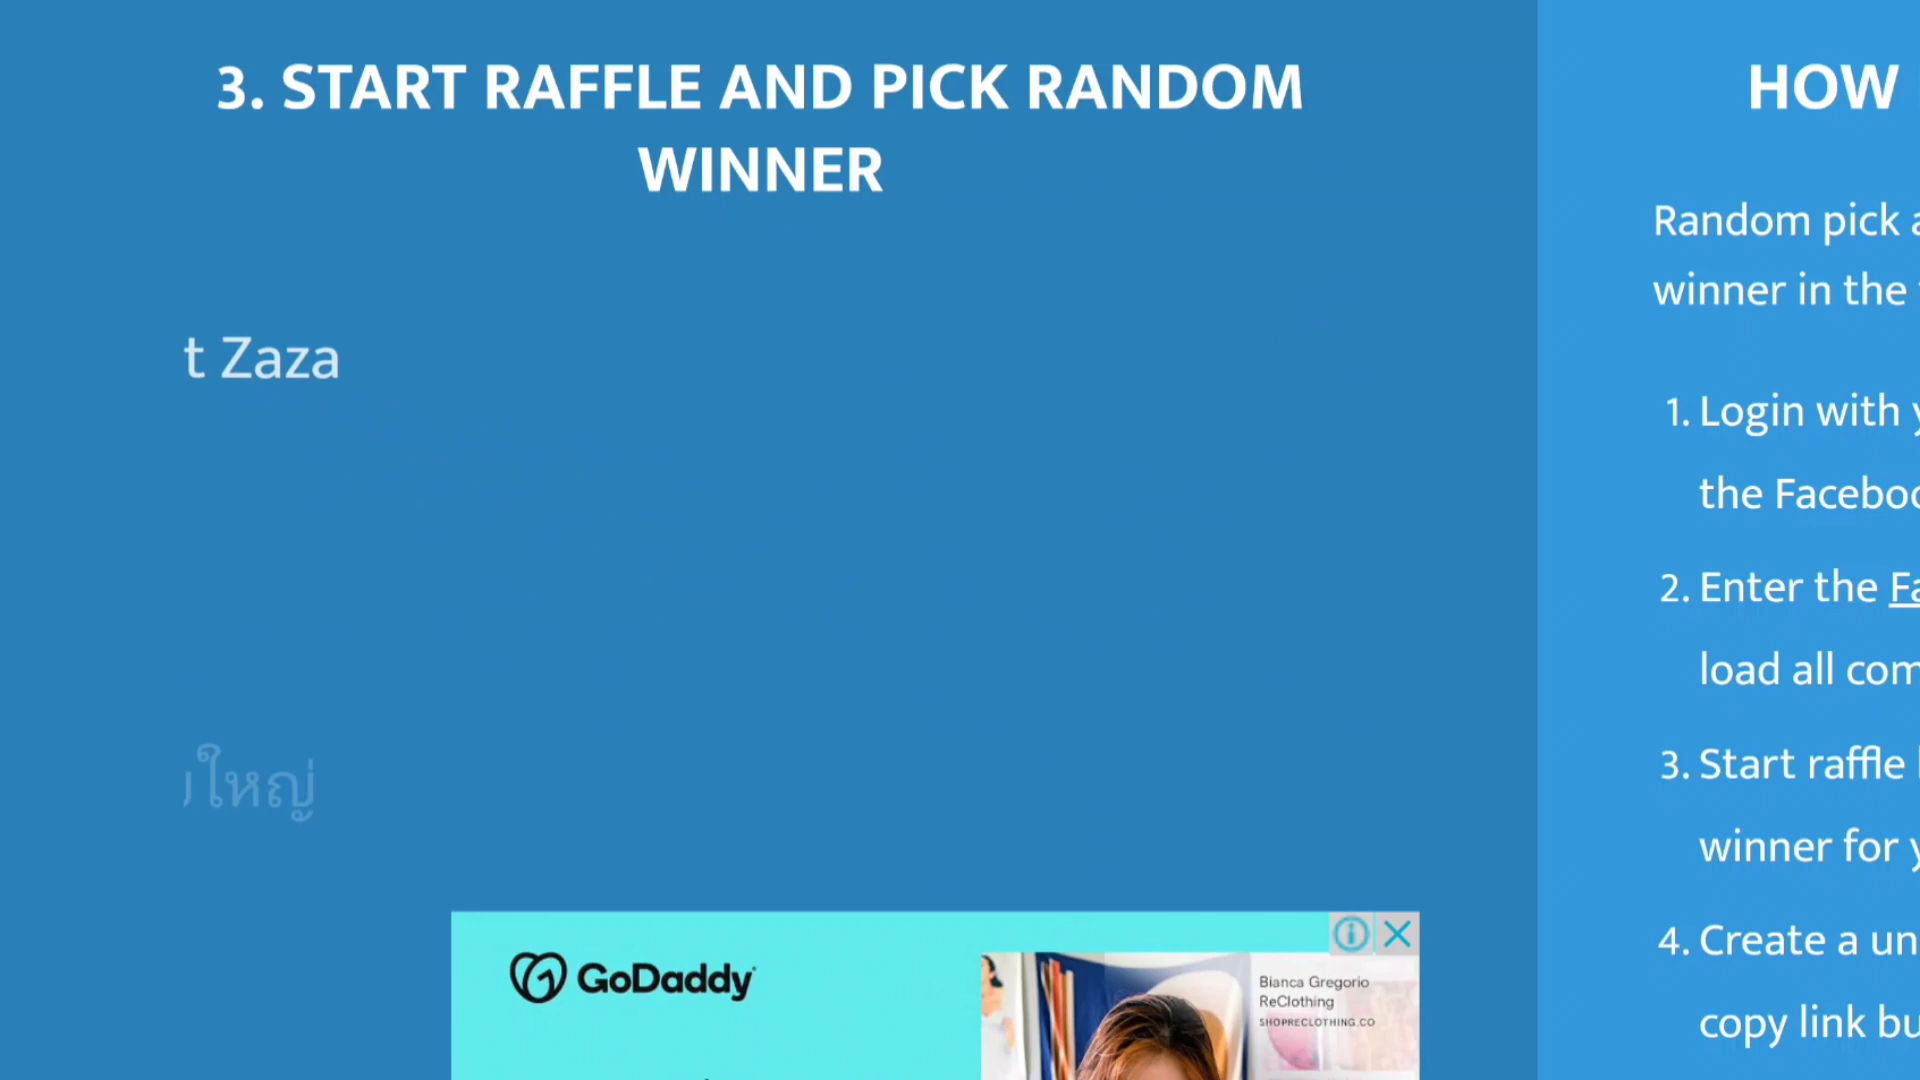 3. START RAFFLE AND PICK RANDOM
WINNER
t Zaza
ใหญ่
GoDaddy
Bianca Gregorio
ReClothing
SHOPRECLOTHING.CO
HOW
Random pick a
winner in the
1. Login with y
the Faceboo
2. Enter the Fa
load all com
3. Start raffle
winner for y
4. Create a un
copy link bu